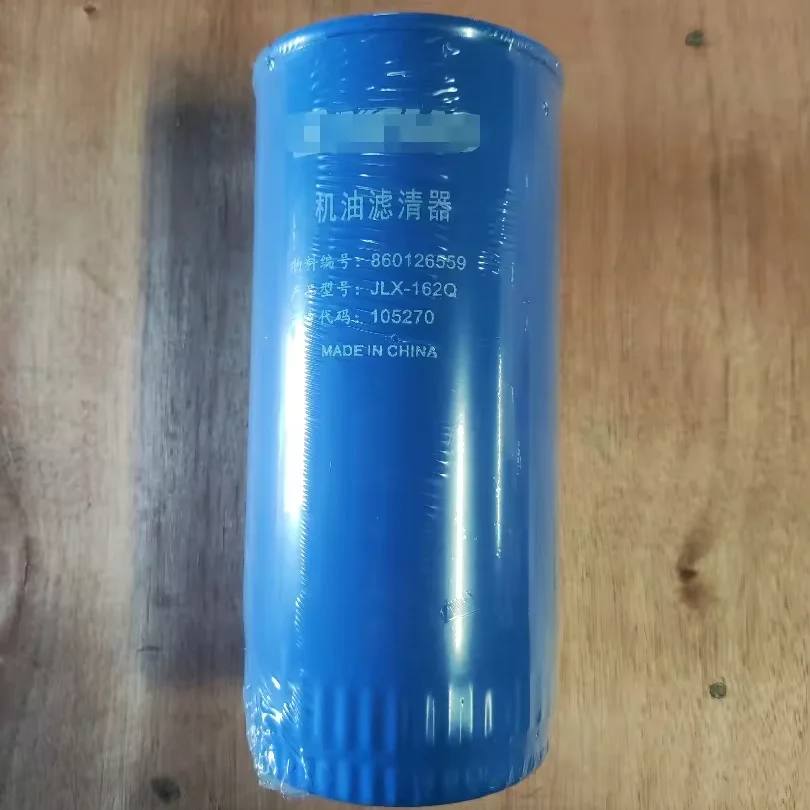 机油滤清器
物料编号：860126559
产品型号：JLX-162Q
代码：105270
MADE IN CHINA